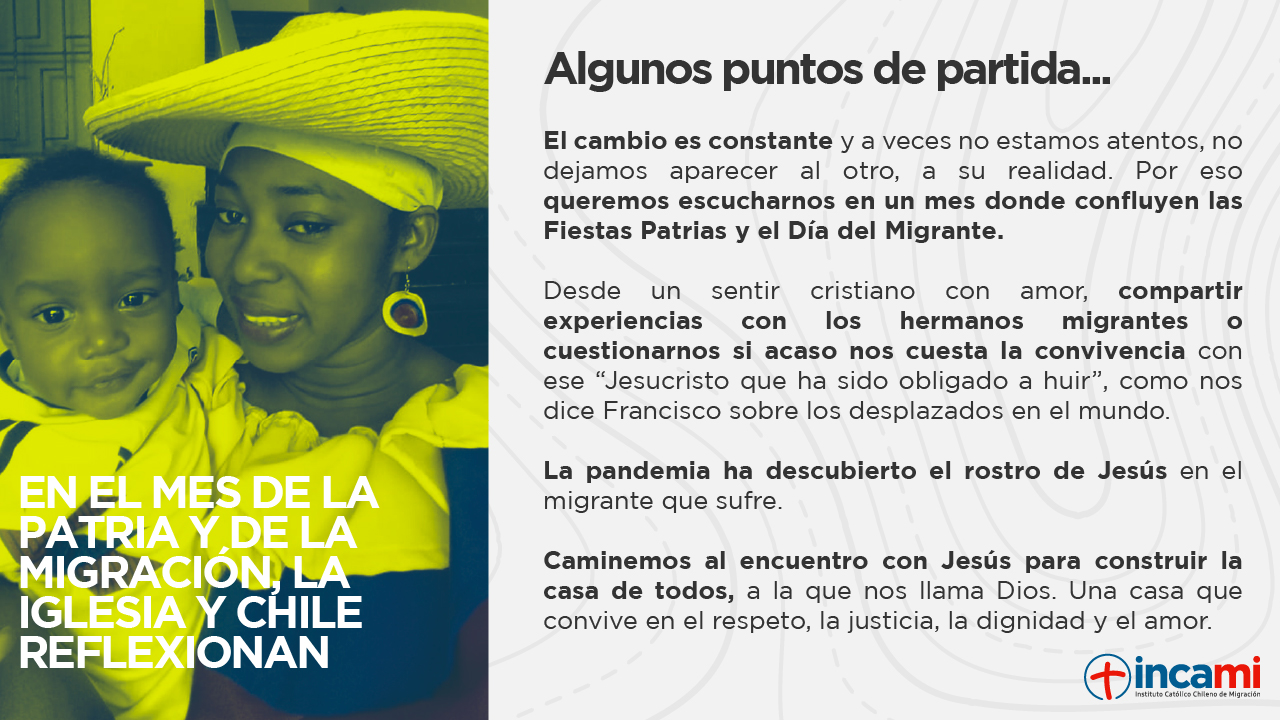 Algunos puntos de partida...
El cambio es constante y a veces no estamos atentos, no
dejamos aparecer al otro, a su realidad. Por eso
queremos escucharnos en un mes donde confluyen las
Fiestas Patrias y el Día del Migrante.
Desde un sentir cristiano con amor, compartir
experiencias con los hermanos migrantes o
cuestionarnos si acaso nos cuesta la convivencia con
ese “Jesucristo que ha sido obligado a huir”, como nos
dice Francisco sobre los desplazados en el mundo.
La pandemia ha descubierto el rostro de Jesús en el
migrante que sufre.
Caminemos al encuentro con Jesús para construir la
casa de todos, a la que nos llama Dios. Una casa que
convive en el respeto, la justicia, la dignidad y el amor.
EN EL MES DE LA
PATRIA Y DE LA
MIGRACIÓN, LA
IGLESIA Y CHILE
REFLEXIONAN
incami
Instituto Católico Chileno de Migración